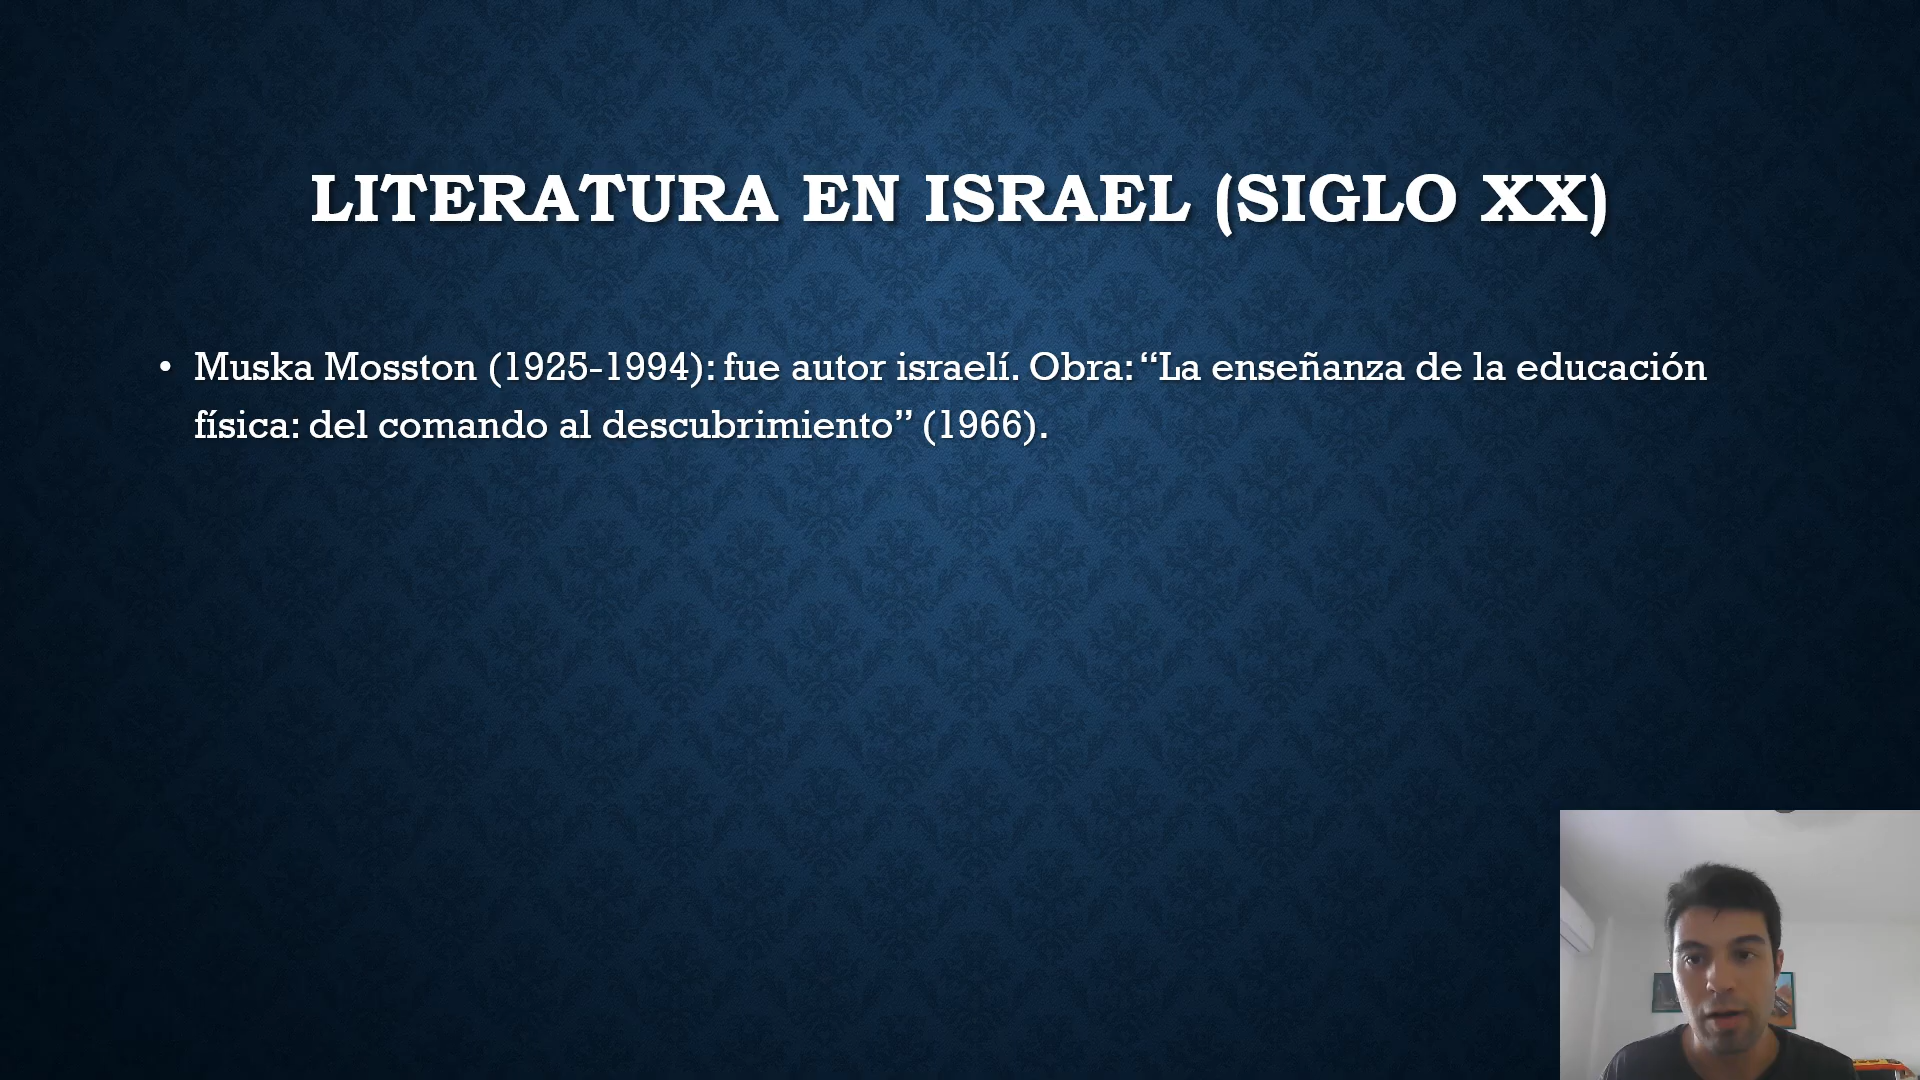 LITERATURA EN ISRAEL (SIGLO XX)
• Muska Mosston (1925-1994): fue autor israelí. Obra: “La enseñanza de la educación
física: del comando al descubrimiento” (1966).